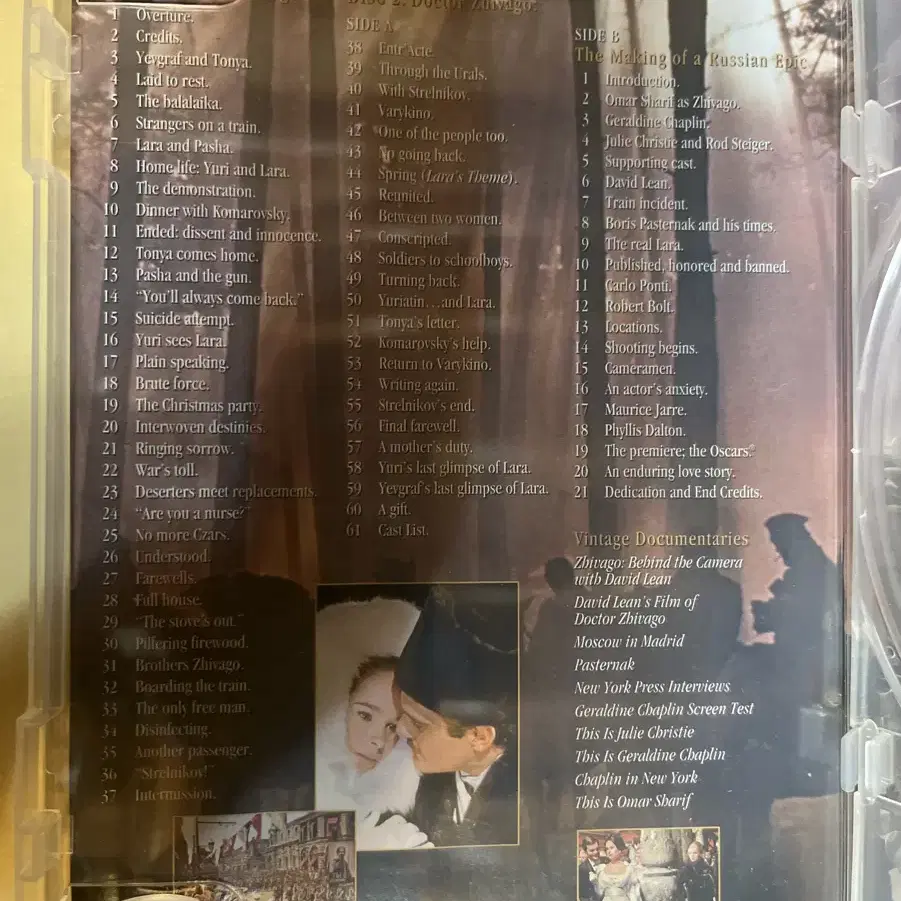 1 Overture.
2 Credits.
3 Yevgraf and Tonya.
4 Laid to rest.
5 The balalaika.
6 Strangers on a train.
7 Lara and Pasha.
8 Home life: Yuri and Lara.
9 The demonstration.
10 Dinner with Komarovsky.
11 Ended: dissent and innocence.
12 Tonya comes home.
13 Pasha and the gun.
14 "You'll always come back."
15 Suicide attempt.
16 Yuri sees Lara.
17 Plain speaking.
18 Brute force.
19 The Christmas party.
20 Interwoven destinies.
21 Ringing sorrow.
22 War's toll.
23 Deserters meet replacements.
24 "Are you a nurse?"
25 No more Czars.
26 Understood.
27 Farewells.
28 Full house.
29 "The stove's out."
30 Pilfering firewood.
31 Brothers Zhivago.
32 Boarding the train.
33 The only free man.
34 Disinfecting.
35 Another passenger.
36 "Strelnikov!"
37 Intermission.
DISC 2: Doctor Zhivago:
SIDE A
38 Entr'Acte.
39 Through the Urals.
40 With Strelnikov.
41 Varykino.
42 One of the people too.
43 No going back.
44 Spring (Lara's Theme).
45 Reunited.
46 Between two women.
47 Conscripted.
48 Soldiers to schoolboys.
49 Turning back.
50 Yuriatin...and Lara.
51 Tonya's letter.
52 Komarovsky's help.
53 Return to Varykino.
54 Writing again.
55 Strelnikov's end.
56 Final farewell.
57 A mother's duty.
58 Yuri's last glimpse of Lara.
59 Yevgraf's last glimpse of Lara.
60 A gift.
61 Cast List.
SIDE B
The Making of a Russian Epic
1 Introduction.
2 Omar Sharif as Zhivago.
3 Geraldine Chaplin.
4 Julie Christie and Rod Steiger.
5 Supporting cast.
6 David Lean.
7 Train incident.
8 Boris Pasternak and his times.
9 The real Lara.
10 Published, honored and banned.
11 Carlo Ponti.
12 Robert Bolt.
13 Locations.
14 Shooting begins.
15 Cameramen.
16 An actor's anxiety.
17 Maurice Jarre.
18 Phyllis Dalton.
19 The premiere; the Oscars.®
20 An enduring love story.
21 Dedication and End Credits.
Vintage Documentaries
Zhivago: Behind the Camera
with David Lean
David Lean's Film of
Doctor Zhivago
Moscow in Madrid
Pasternak
New York Press Interviews
Geraldine Chaplin Screen Test
This Is Julie Christie
This Is Geraldine Chaplin
Chaplin in New York
This Is Omar Sharif